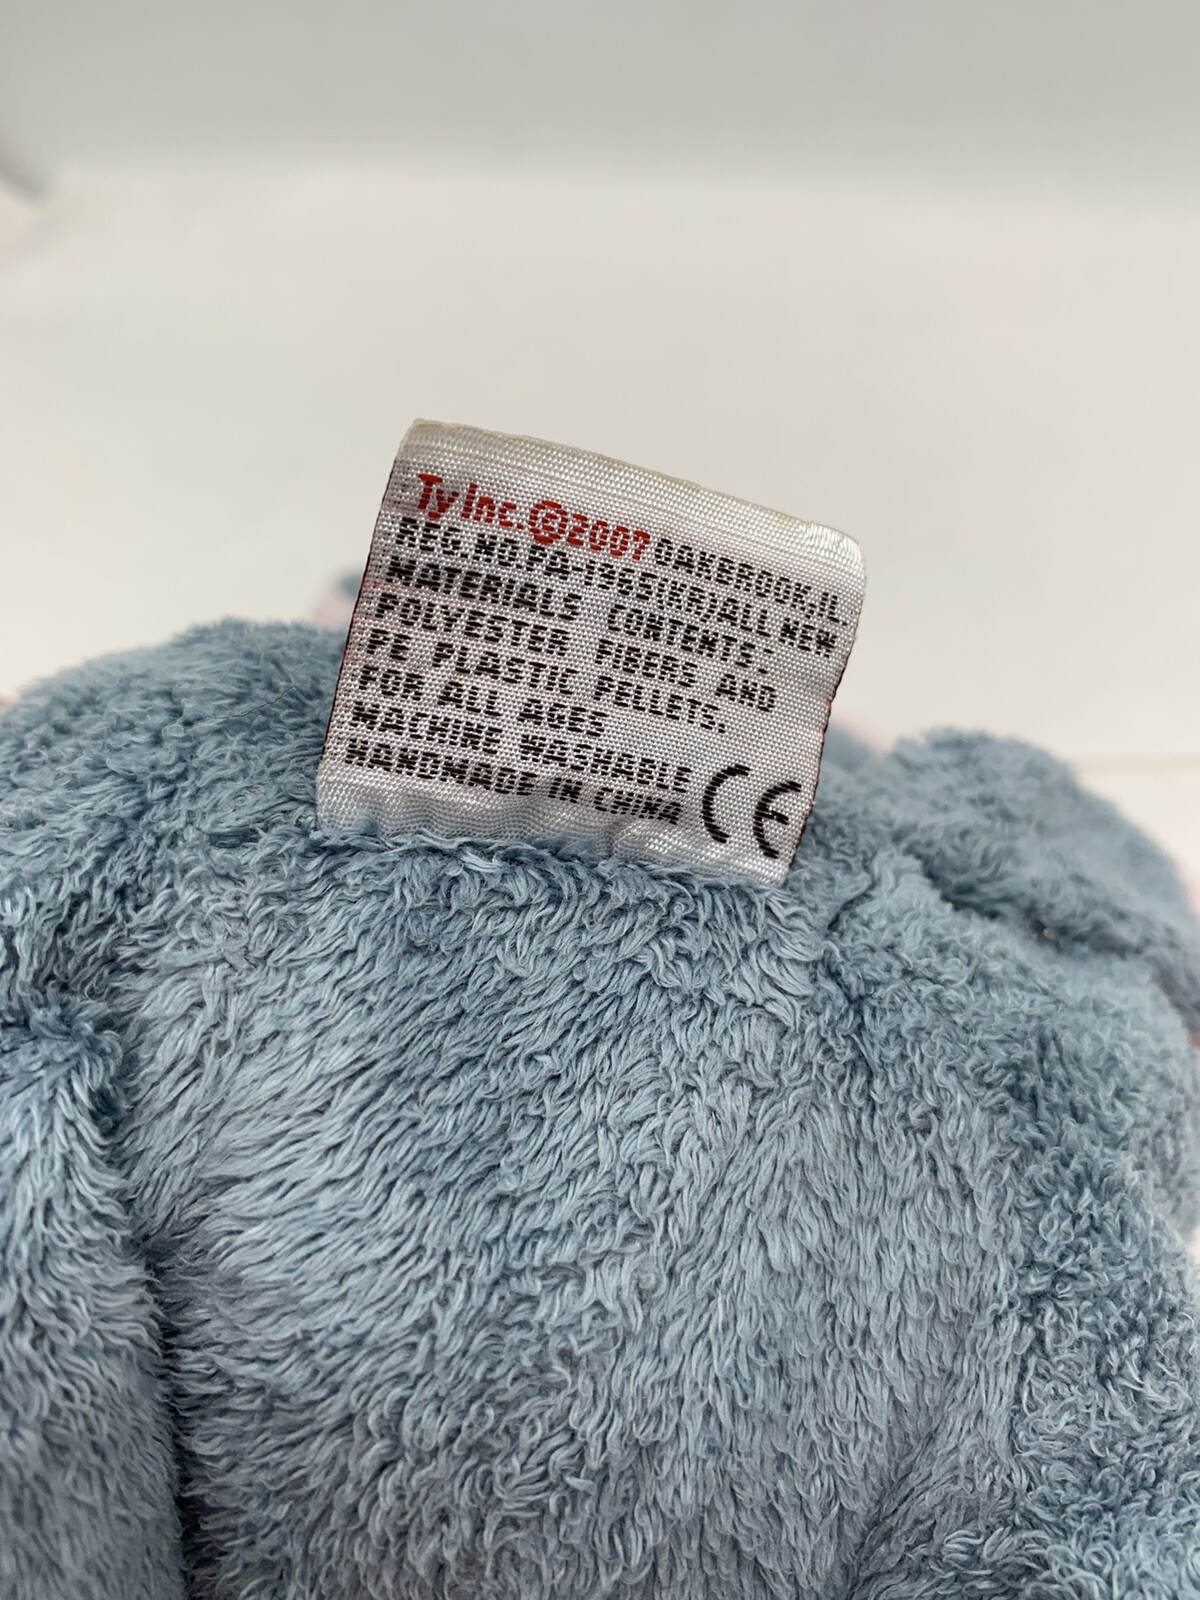 Ty Inc.©2007 OAKBROOK,IL.
REG.NO.PA-1965(KR)ALL NEW
MATERIALS CONTENTS:
POLYESTER FIBERS AND
PE PLASTIC PELLETS.
FOR ALL AGES
MACHINE WASHABLE
HANDMADE IN CHINA CE